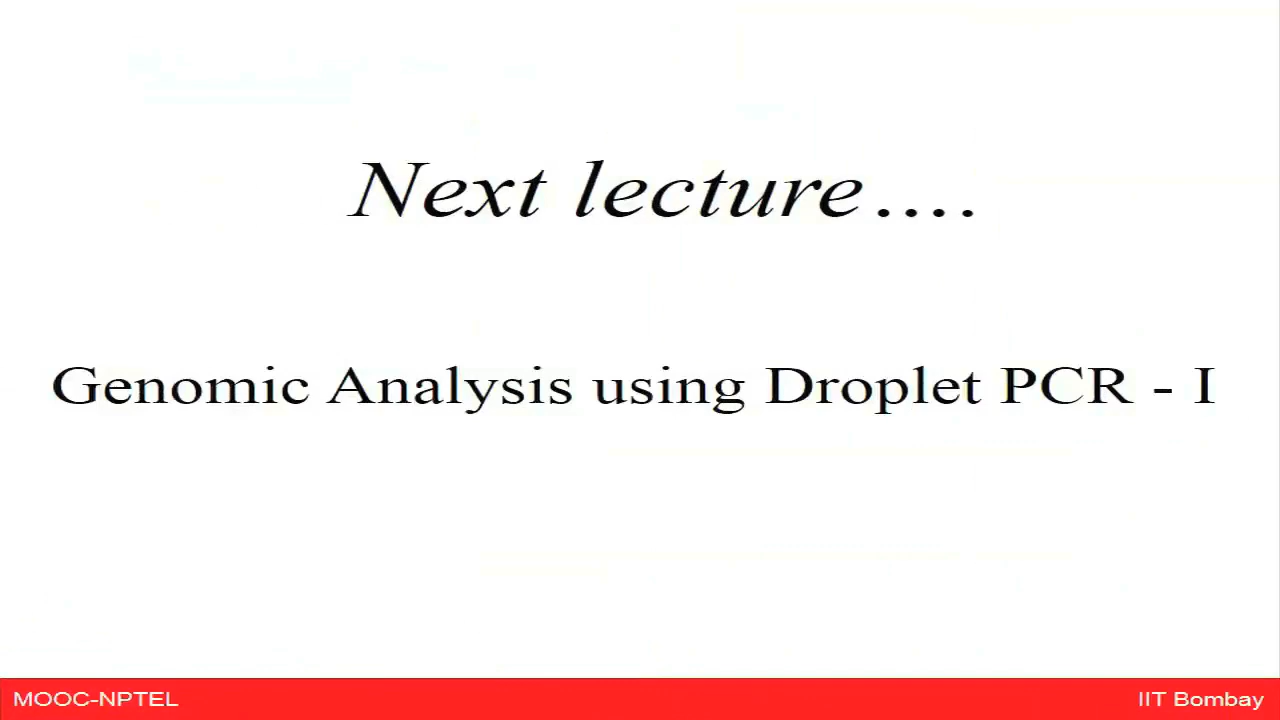 Next lecture....
Genomic Analysis using Droplet PCR - I
MOOC-NPTEL
IIT Bombay